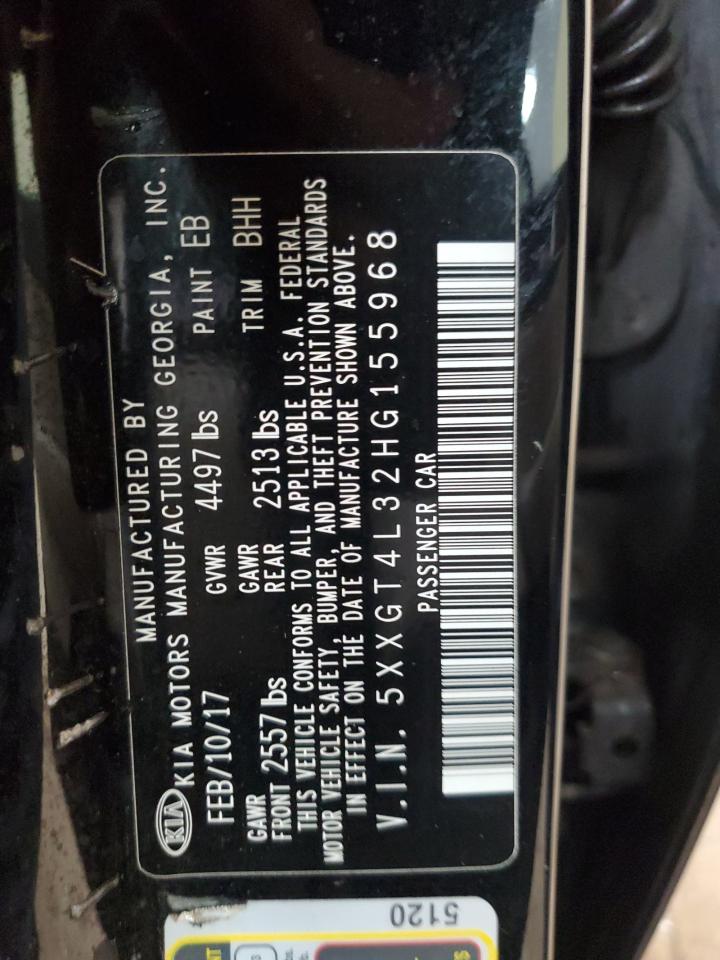 MANUFACTURED BY
KIA KIA MOTORS MANUFACTURING GEORGIA, INC.
FEB/10/17 GVWR 4497 lbs PAINT EB
GAWR GAWR
FRONT 2557 lbs REAR 2513 lbs TRIM BHH
THIS VEHICLE CONFORMS TO ALL APPLICABLE U.S.A. FEDERAL
MOTOR VEHICLE SAFETY, BUMPER, AND THEFT PREVENTION STANDARDS
IN EFFECT ON THE DATE OF MANUFACTURE SHOWN ABOVE.
V.I.N. 5XXGT4L32HG155968
PASSENGER CAR
5120